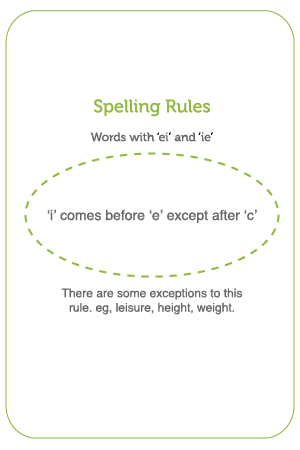 Spelling Rules
Words with ‘ei’ and ‘ie’
‘i’ comes before ‘e’ except after ‘c’
There are some exceptions to this
rule. eg, leisure, height, weight.